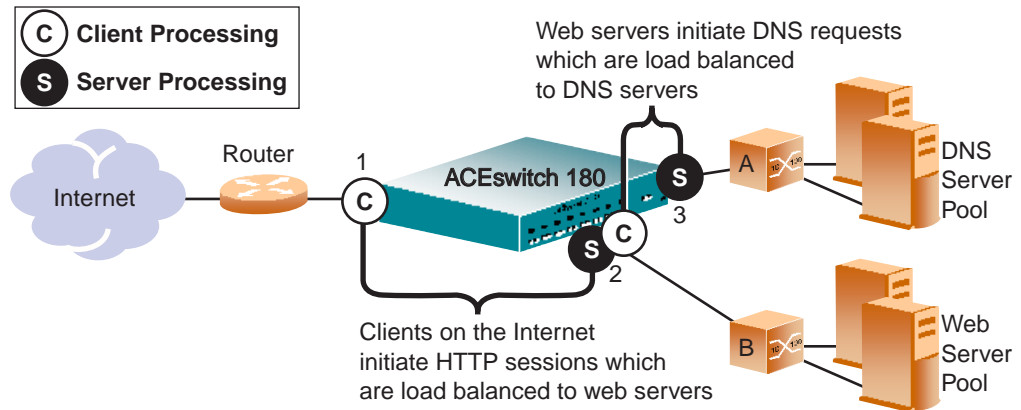 C Client Processing
S Server Processing
Web servers initiate DNS requests
which are load balanced
to DNS servers
Internet
Router
1
C
ACEswitch 180
S
3
C
S
2
A
DNS
Server
Pool
Clients on the Internet
initiate HTTP sessions which
are load balanced to web servers
B
Web
Server
Pool